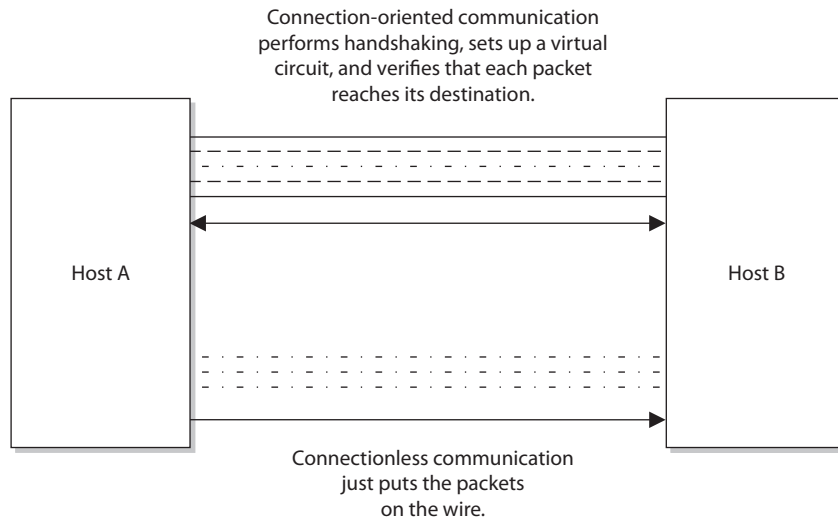 Connection-oriented communication
performs handshaking, sets up a virtual
circuit, and verifies that each packet
reaches its destination.
Host A
Host B
Connectionless communication
just puts the packets
on the wire.